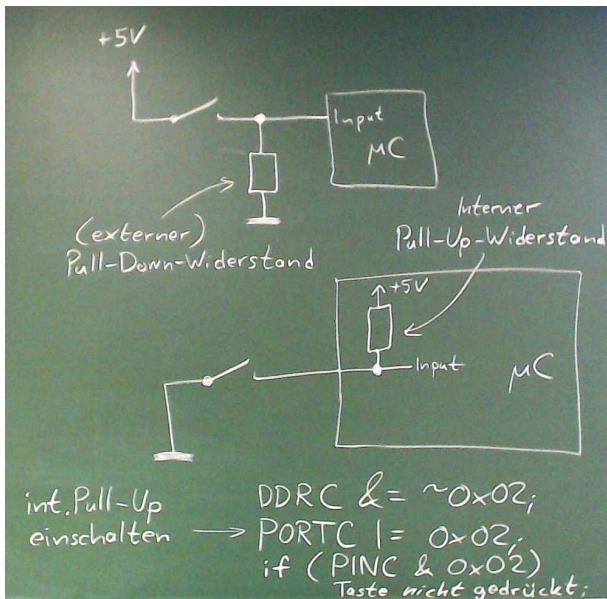 +5V
Input
µC
(externer)
Pull-Down-Widerstand
Interner
Pull-Up-Widerstand
+5V
Input
µC
int. Pull-Up
einschalten
DDRC &= ~0x02;
PORTC |= 0x02;
if (PINC & 0x02)
Taste nicht gedrückt;